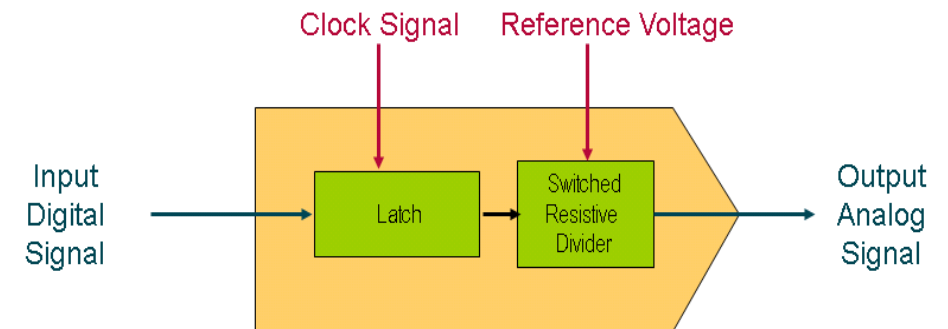 Clock Signal
Reference Voltage
Input
Digital
Signal
Latch
Switched
Resistive
Divider
Output
Analog
Signal